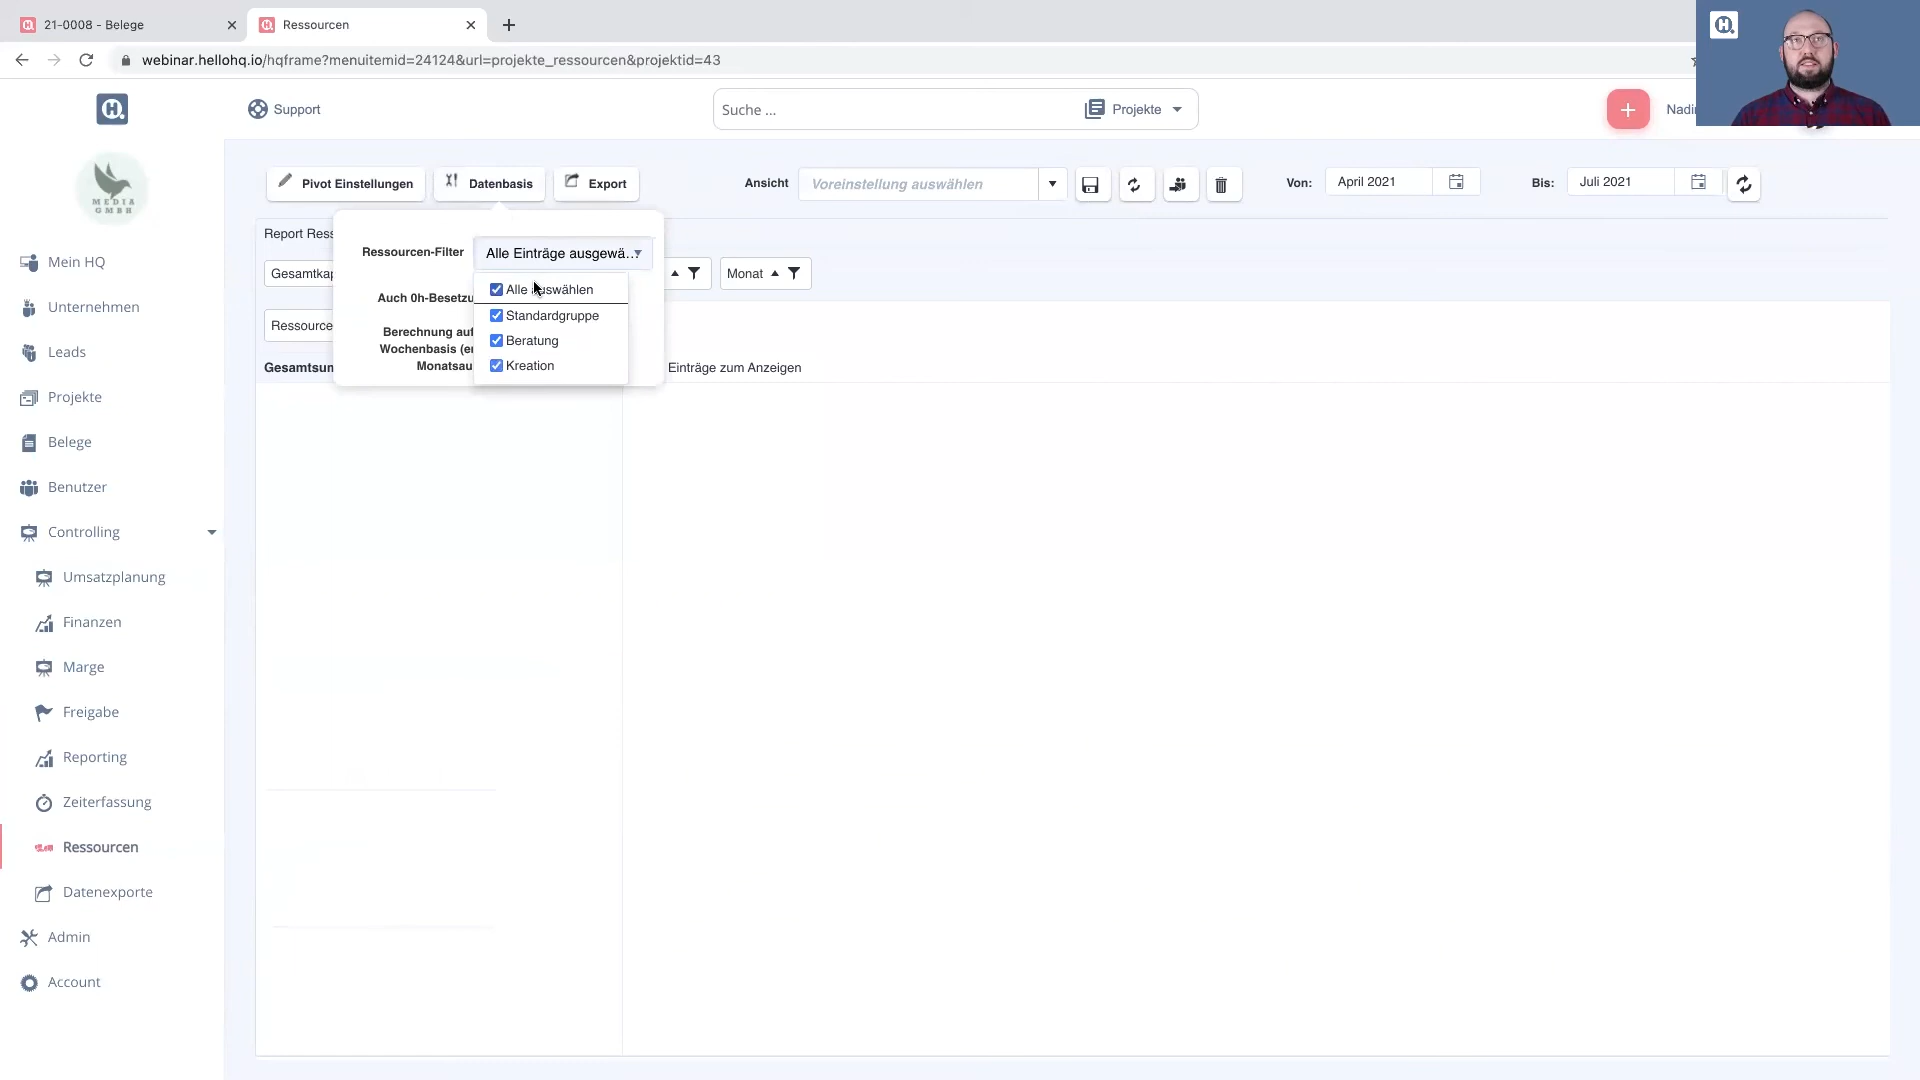 21-0008 - Belege
Ressourcen
webinar.hellohq.io/hqframe?menuitemid=24124&url=projekte_ressourcen&projektid=43
Support
Suche ...
Projekte
Nadin
MEDIA
GMBH
Pivot Einstellungen
Datenbasis
Export
Ansicht
Voreinstellung auswählen
Von:
April 2021
Bis:
Juli 2021
Report Ress
Ressourcen-Filter
Alle Einträge ausgewä...
Gesamtkap
Monat
Alle auswählen
Auch 0h-Besetzu
Standardgruppe
Ressource
Berechnung auf
Beratung
Wochenbasis (er
Monatsau
Kreation
Gesamtsum
Einträge zum Anzeigen
Mein HQ
Unternehmen
Leads
Projekte
Belege
Benutzer
Controlling
Umsatzplanung
Finanzen
Marge
Freigabe
Reporting
Zeiterfassung
Ressourcen
Datenexporte
Admin
Account